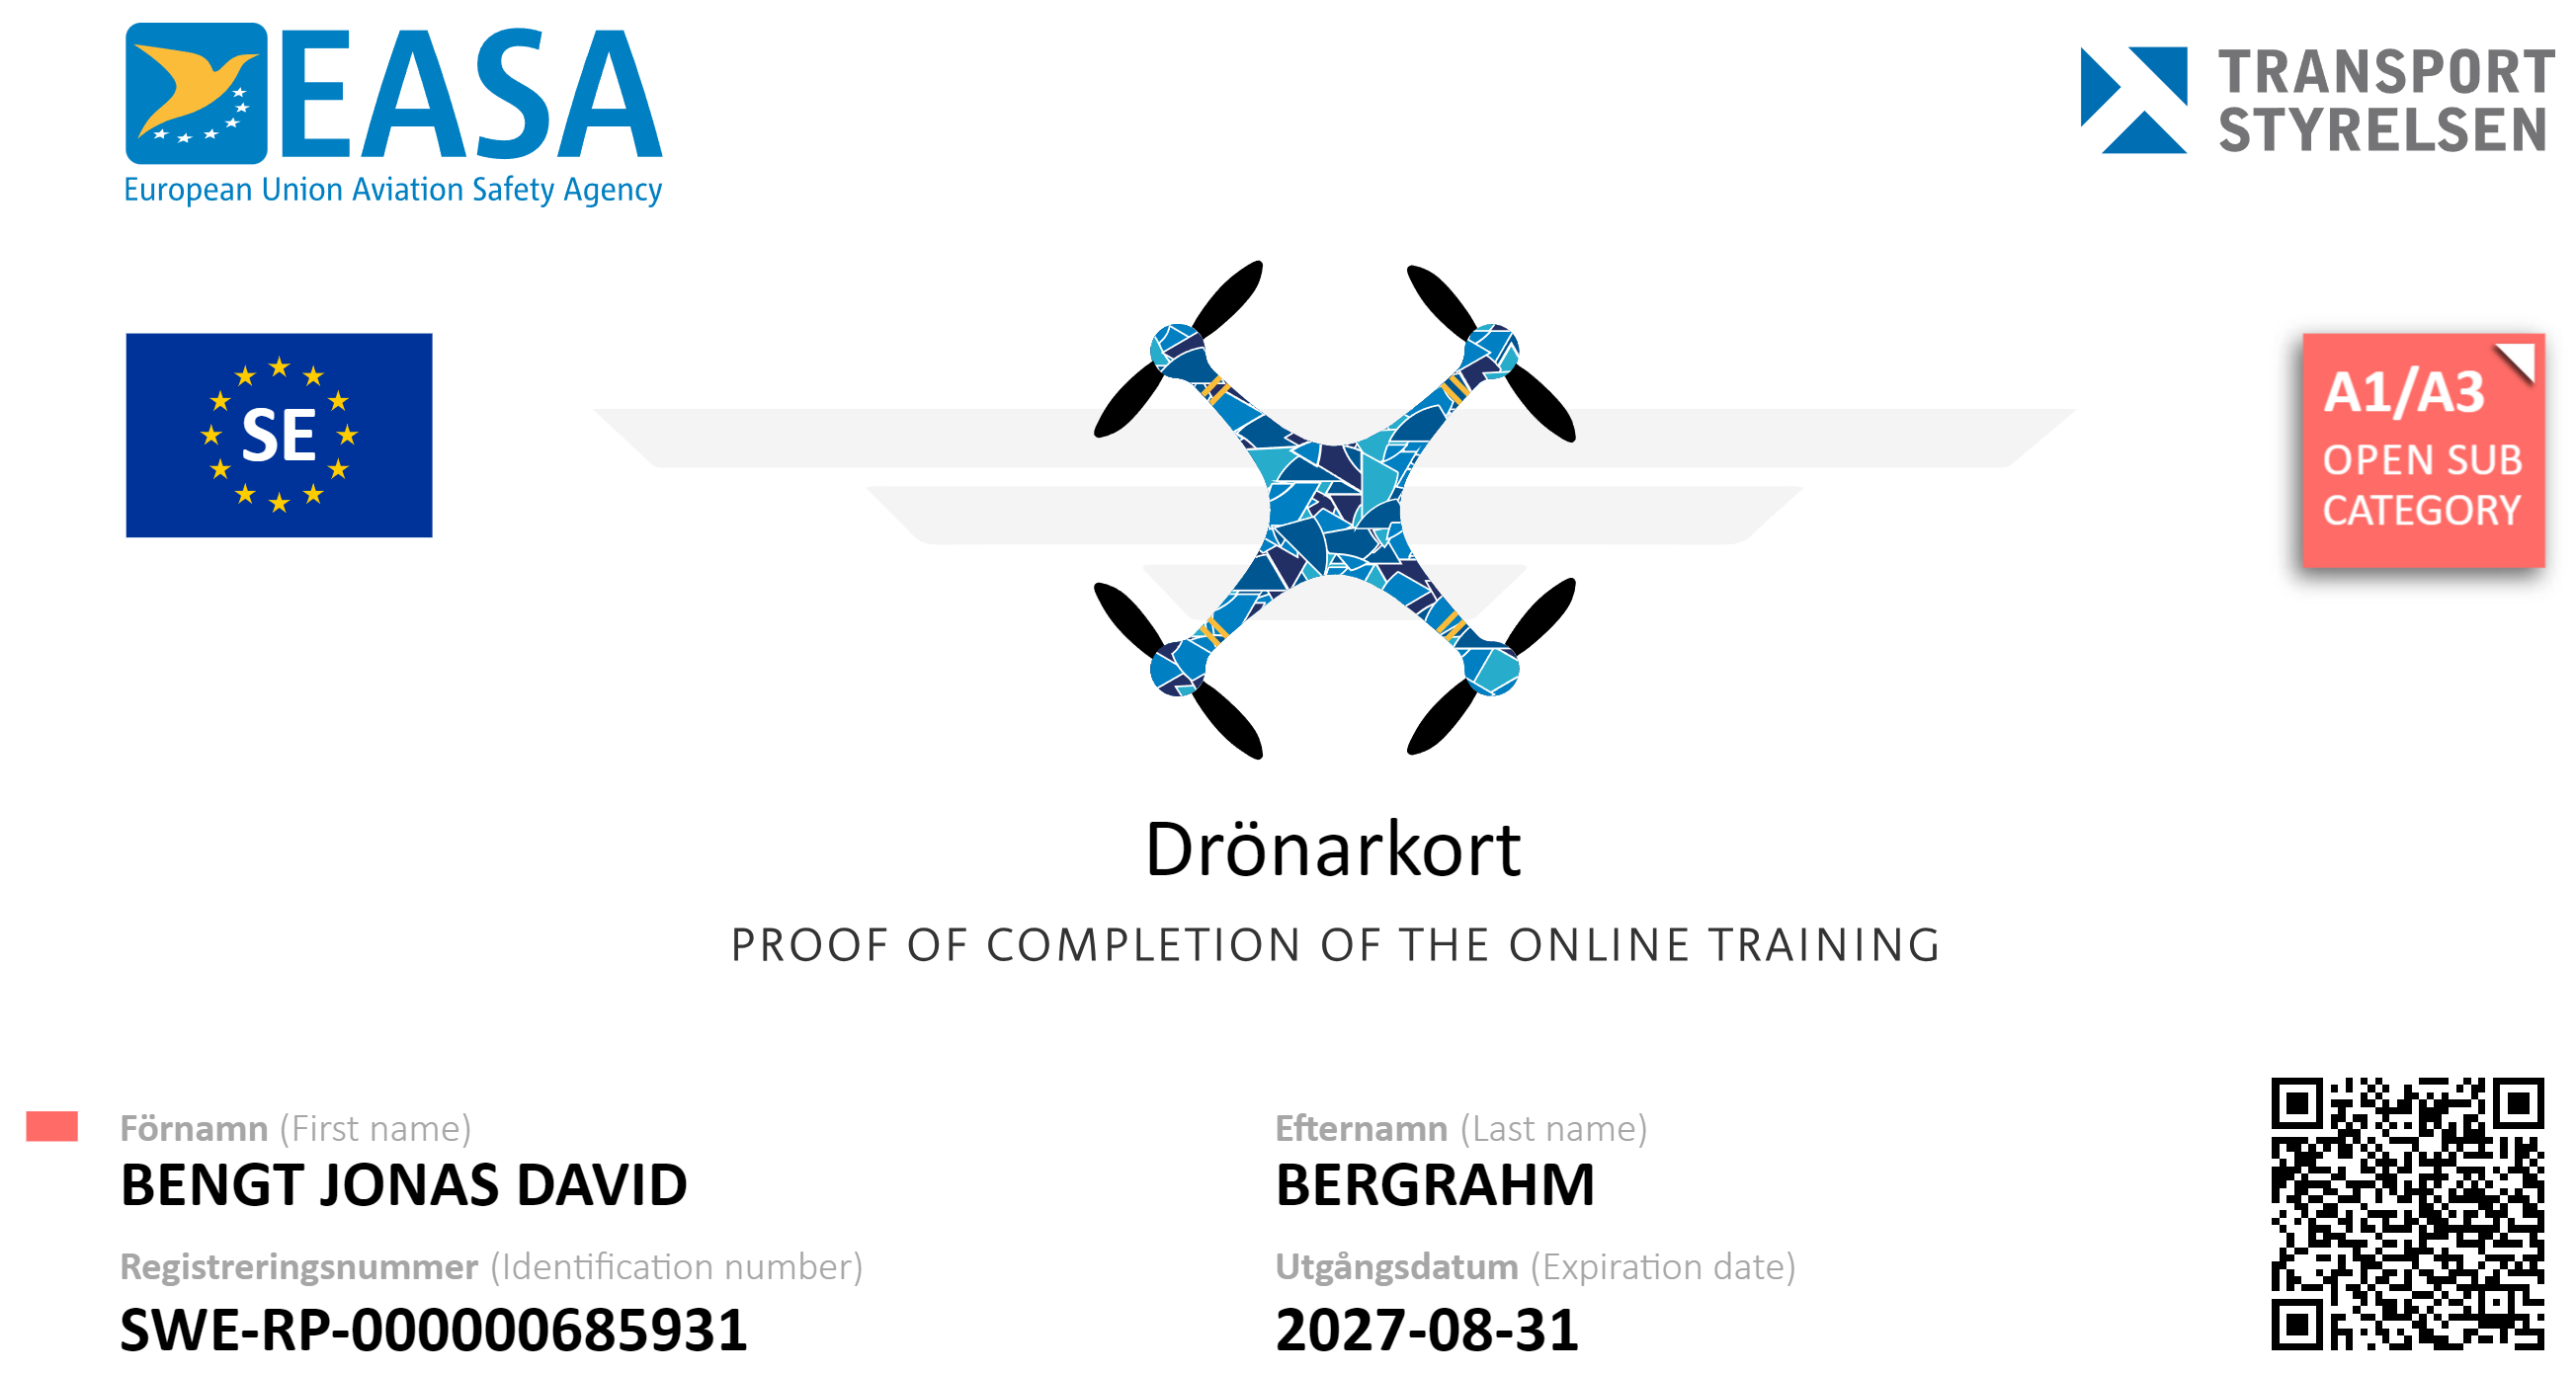 EASA
European Union Aviation Safety Agency
TRANSPORT
STYRELSEN
SE
A1/A3
OPEN SUB
CATEGORY
Drönarkort
PROOF OF COMPLETION OF THE ONLINE TRAINING
Förnamn (First name)
BENGT JONAS DAVID
Efternamn (Last name)
BERGRAHM
Registreringsnummer (Identification number)
SWE-RP-000000685931
Utgångsdatum (Expiration date)
2027-08-31